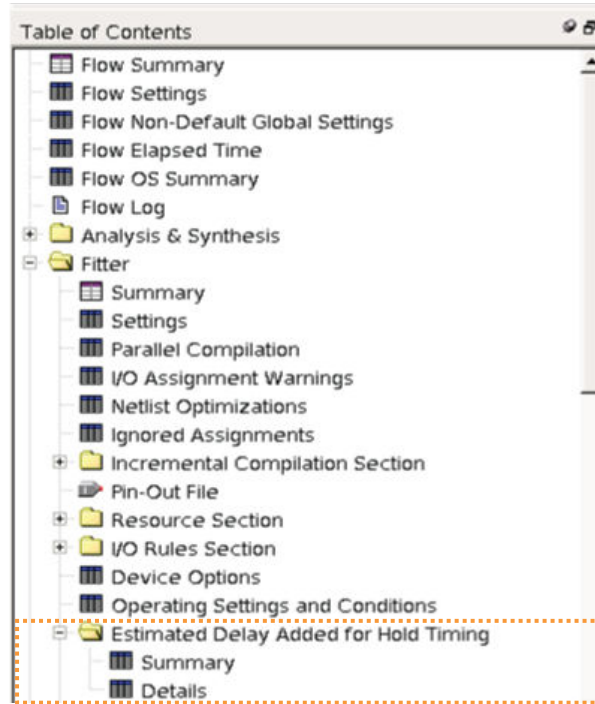 Table of Contents
Flow Summary
Flow Settings
Flow Non-Default Global Settings
Flow Elapsed Time
Flow OS Summary
Flow Log
Analysis & Synthesis
Fitter
Summary
Settings
Parallel Compilation
I/O Assignment Warnings
Netlist Optimizations
Ignored Assignments
Incremental Compilation Section
Pin-Out File
Resource Section
I/O Rules Section
Device Options
Operating Settings and Conditions
Estimated Delay Added for Hold Timing
Summary
Details